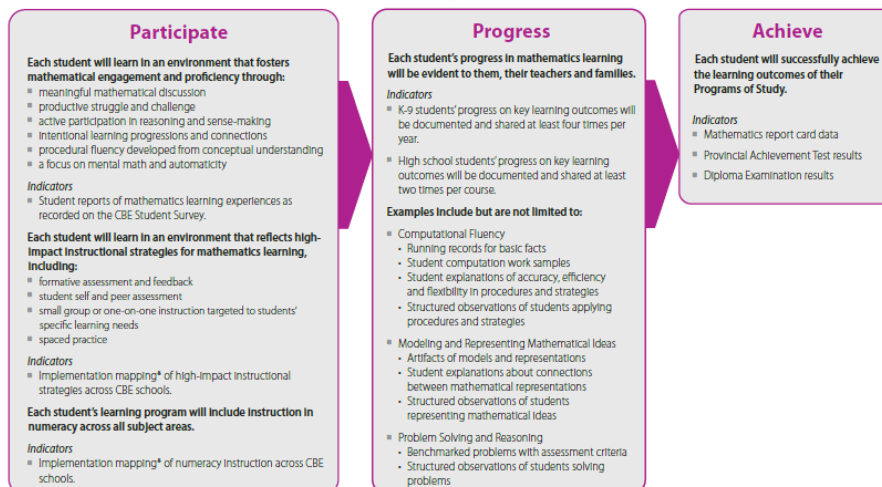 Participate
Each student will learn in an environment that fosters
mathematical engagement and proficiency through:
■ meaningful mathematical discussion
■ productive struggle and challenge
■ active participation in reasoning and sense-making
■ intentional learning progressions and connections
■ procedural fluency developed from conceptual understanding
■ a focus on mental math and automaticity
Indicators
■ Student reports of mathematics learning experiences as
recorded on the CBE Student Survey.
Each student will learn in an environment that reflects high-
impact instructional strategies for mathematics learning,
including:
■ formative assessment and feedback
■ student self and peer assessment
■ small group or one-on-one instruction targeted to students'
specific learning needs
■ spaced practice
Indicators
■ Implementation mapping* of high-impact instructional
strategies across CBE schools.
Each student's learning program will include instruction in
numeracy across all subject areas.
Indicators
■ Implementation mapping* of numeracy instruction across CBE
schools.
Progress
Each student's progress in mathematics learning
will be evident to them, their teachers and families.
Indicators
■ K-9 students' progress on key learning outcomes will
be documented and shared at least four times per
year.
■ High school students' progress on key learning
outcomes will be documented and shared at least
two times per course.
Examples include but are not limited to:
■ Computational Fluency
• Running records for basic facts
• Student computation work samples
• Student explanations of accuracy, efficiency
and flexibility in procedures and strategies
• Structured observations of students applying
procedures and strategies
■ Modeling and Representing Mathematical Ideas
• Artifacts of models and representations
• Student explanations about connections
between mathematical representations
• Structured observations of students
representing mathematical ideas
■ Problem Solving and Reasoning
• Benchmarked problems with assessment criteria
• Structured observations of students solving
problems
Achieve
Each student will successfully achieve
the learning outcomes of their
Programs of Study.
Indicators
■ Mathematics report card data
■ Provincial Achievement Test results
■ Diploma Examination results